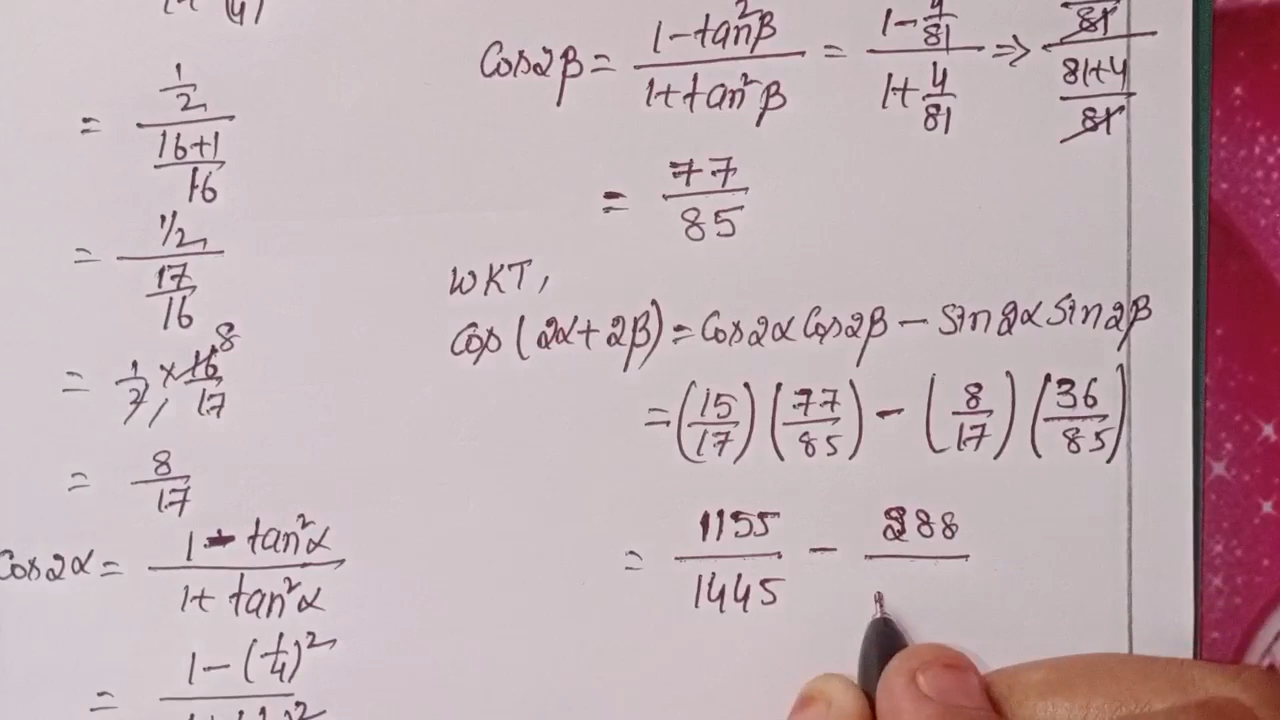 = 1/2 / (16+1)/16
= 1/2 / 17/16
= 1/2 × 16/17 8
= 8/17
Cos2α = 1 - tan²α / 1 + tan²α
= 1 - (1/4)²
Cos2β = 1 - tan²β / 1 + tan²β = 1 - 4/81 / 1 + 4/81 ⇒ 81 / (81+4)/81
= 77/85
WKT,
Cos(2α + 2β) = Cos2α Cos2β - Sin2α Sin2β
= (15/17) (77/85) - (8/17) (36/85)
= 1155/1445 - 288